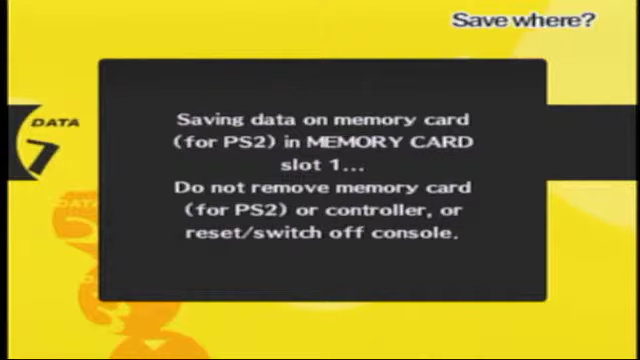 Save where?
Saving data on memory card
(for PS2) in MEMORY CARD
slot 1...
Do not remove memory card
(for PS2) or controller, or
reset/switch off console.
DATA
1